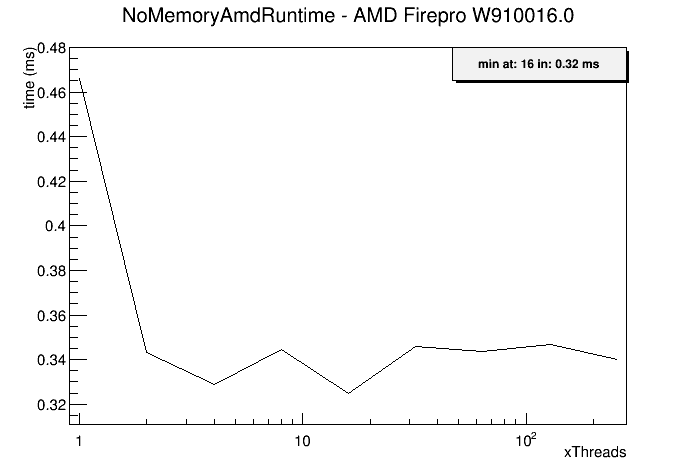 NoMemoryAmdRuntime - AMD Firepro W910016.0
time (ms)
min at: 16 in: 0.32 ms
0.48
0.46
0.44
0.42
0.4
0.38
0.36
0.34
0.32
1 10 10²
xThreads